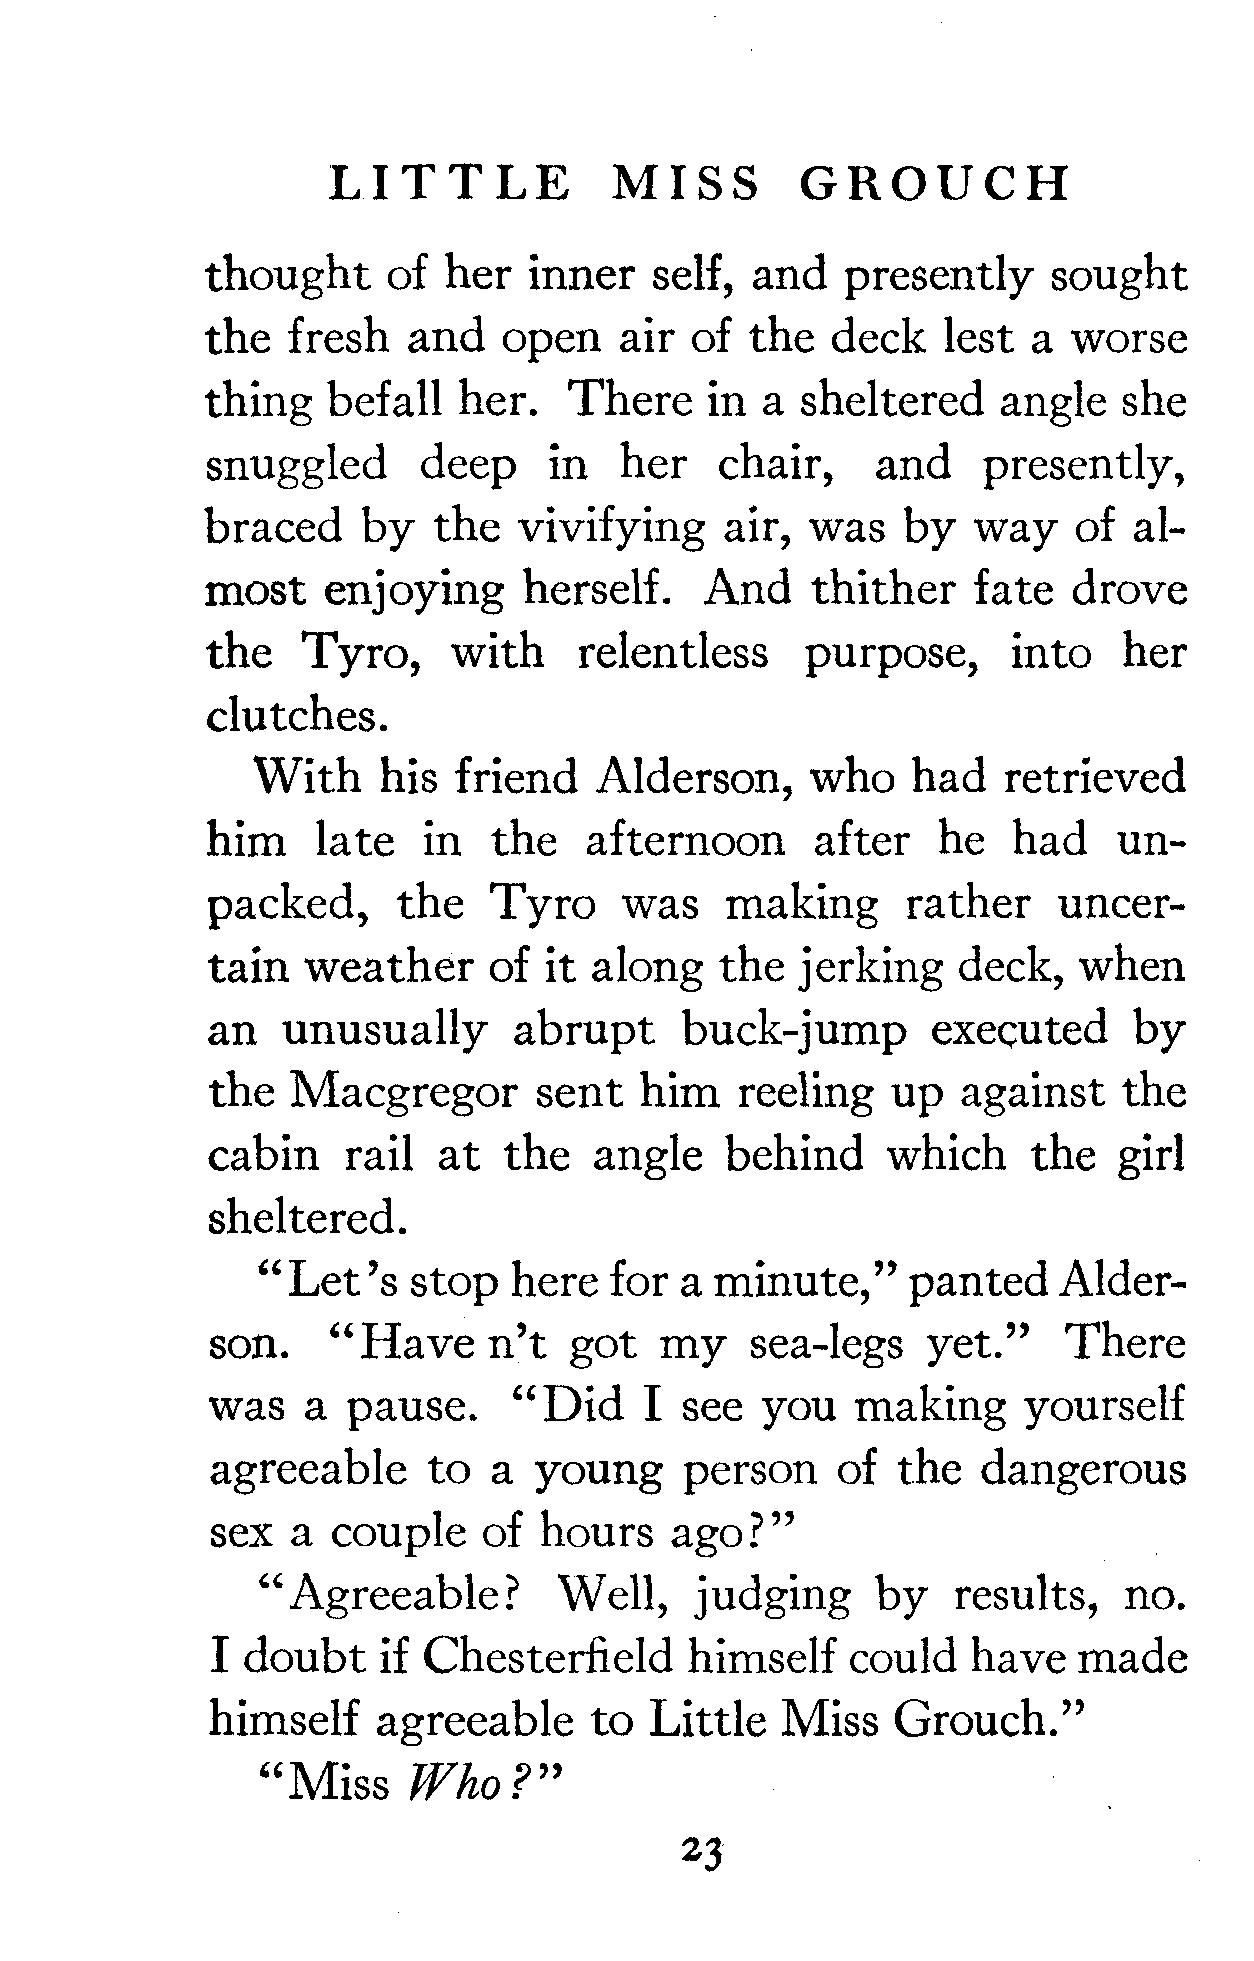 LITTLE MISS GROUCH
thought of her inner self, and presently sought
the fresh and open air of the deck lest a worse
thing befall her. There in a sheltered angle she
snuggled deep in her chair, and presently,
braced by the vivifying air, was by way of al-
most enjoying herself. And thither fate drove
the Tyro, with relentless purpose, into her
clutches.
With his friend Alderson, who had retrieved
him late in the afternoon after he had un-
packed, the Tyro was making rather uncer-
tain weather of it along the jerking deck, when
an unusually abrupt buck-jump executed by
the Macgregor sent him reeling up against the
cabin rail at the angle behind which the girl
sheltered.
"Let's stop here for a minute," panted Alder-
son. "Have n't got my sea-legs yet." There
was a pause. "Did I see you making yourself
agreeable to a young person of the dangerous
sex a couple of hours ago?"
"Agreeable? Well, judging by results, no.
I doubt if Chesterfield himself could have made
himself agreeable to Little Miss Grouch."
"Miss Who?"
23